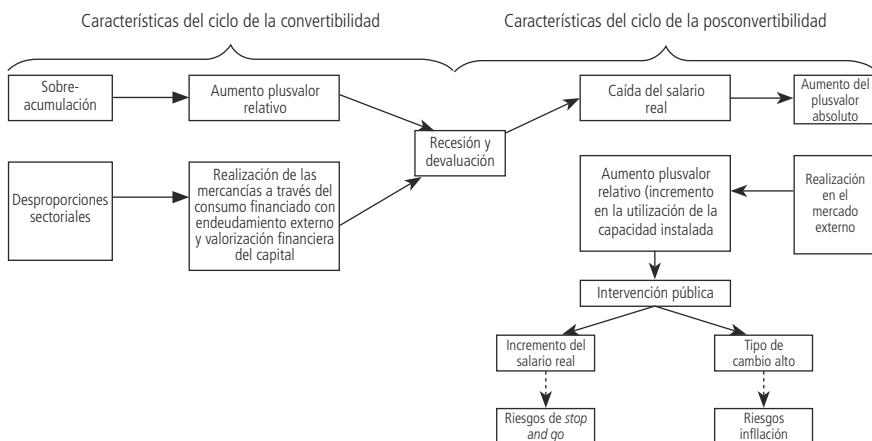 Características del ciclo de la convertibilidad
Características del ciclo de la posconvertibilidad
Sobre-
acumulación
Aumento plusvalor
relativo
Recesión y
devaluación
Caída del salario
real
Aumento del
plusvalor
absoluto
Desproporciones
sectoriales
Realización de las
mercancías a través del
consumo financiado con
endeudamiento externo
y valorización financiera
del capital
Aumento plusvalor
relativo (incremento
en la utilización de la
capacidad instalada
Realización
en el
mercado
externo
Intervención pública
Incremento del
salario real
Tipo de
cambio alto
Riesgos de stop
and go
Riesgos
infllación